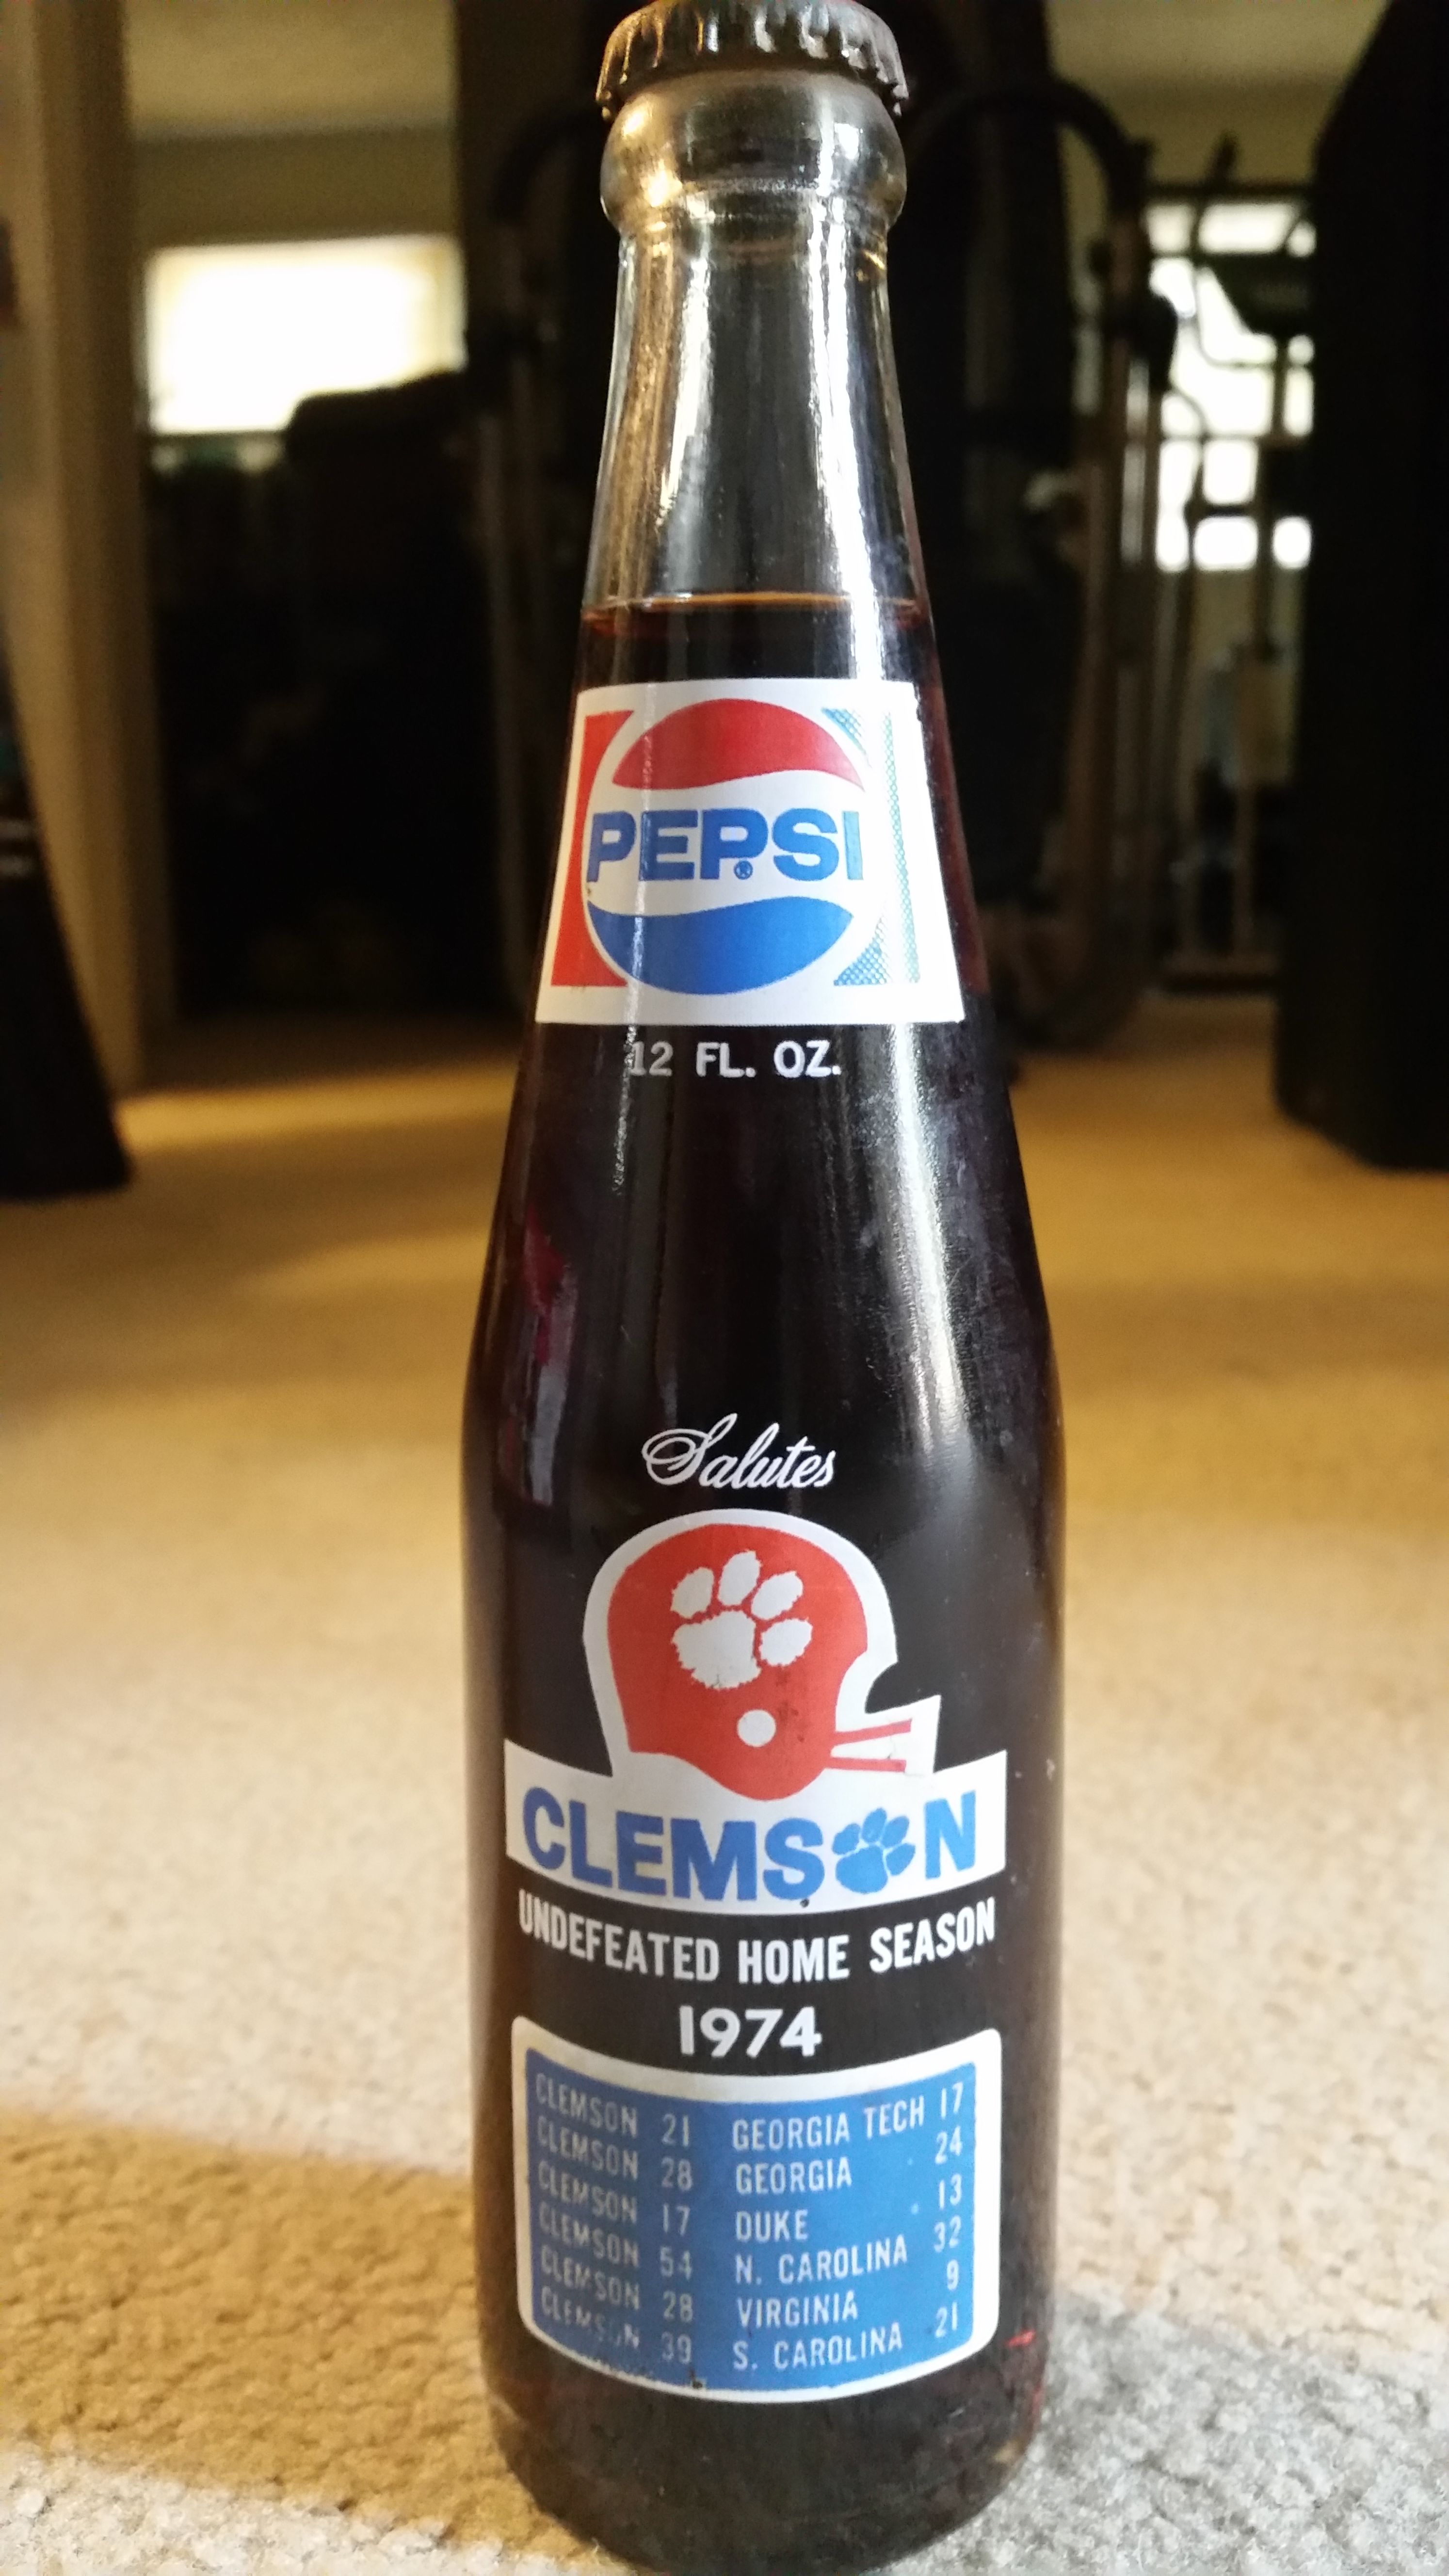 PEPSI®
12 FL. OZ.
Salutes
CLEMSON
UNDEFEATED HOME SEASON
1974
CLEMSON 21 GEORGIA TECH 17
CLEMSON 28 GEORGIA 24
CLEMSON 17 DUKE 13
CLEMSON 54 N. CAROLINA 32
CLEMSON 28 VIRGINIA 9
CLEMSON 39 S. CAROLINA 21